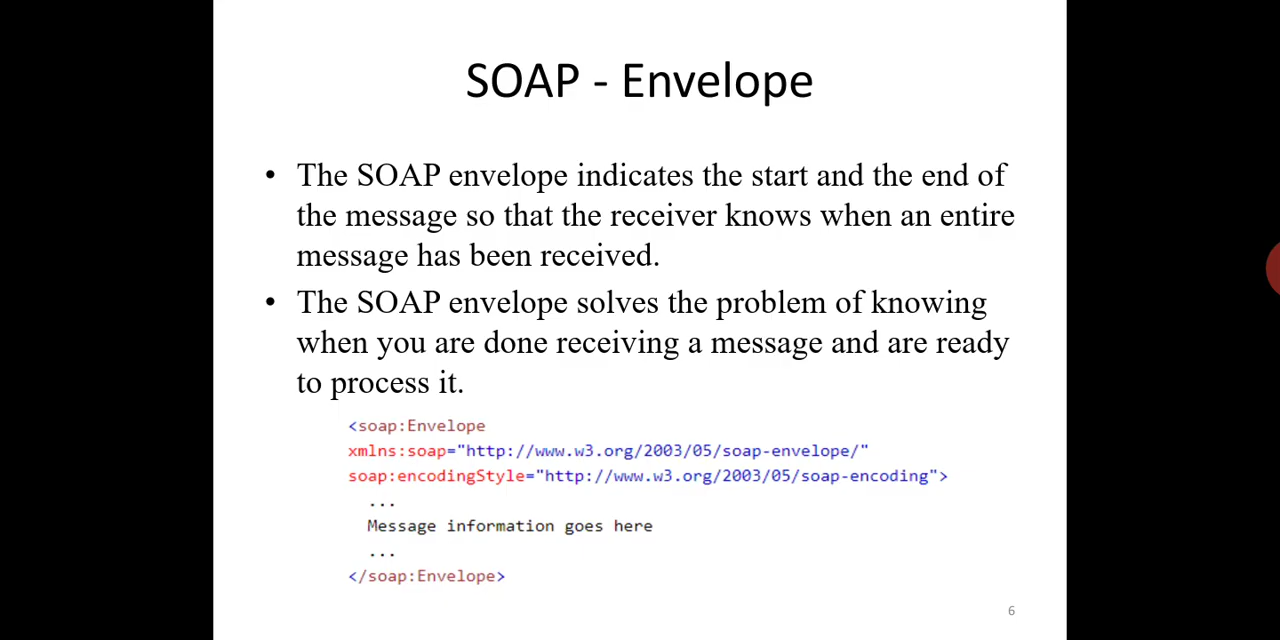 SOAP - Envelope
• The SOAP envelope indicates the start and the end of
the message so that the receiver knows when an entire
message has been received.
• The SOAP envelope solves the problem of knowing
when you are done receiving a message and are ready
to process it.
<soap:Envelope
xmlns:soap="http://www.w3.org/2003/05/soap-envelope/"
soap:encodingStyle="http://www.w3.org/2003/05/soap-encoding">
...
Message information goes here
...
</soap:Envelope>
6